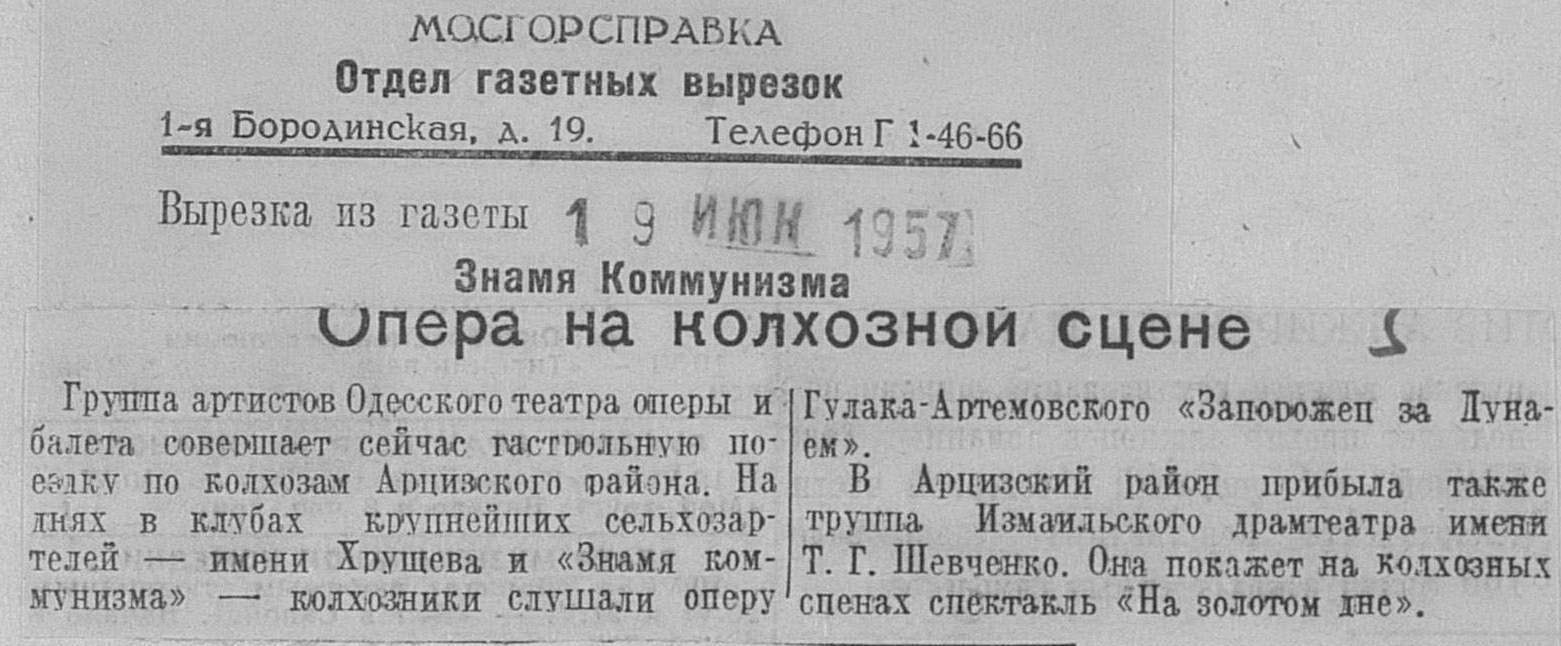 МОСГОРСПРАВКА
Отдел газетных вырезок
1-я Бородинская, д. 19. Телефон Г 1-46-66
Вырезка из газеты 19 ИЮН 1957
Знамя Коммунизма
Опера на колхозной сцене
Группа артистов Одесского театра оперы и
балета совершает сейчас гастрольную по-
ездку по колхозам Арцизского района. На
днях в клубах крупнейших сельхозар-
телей — имени Хрущева и «Знамя ком-
мунизма» — колхозники слушали оперу
Гулака-Артемовского «Запорожец за Дуна-
ем».
В Арцизский район прибыла также
труппа Измаильского драмтеатра имени
Т. Г. Шевченко. Она покажет на колхозных
сценах спектакль «На золотом дне».